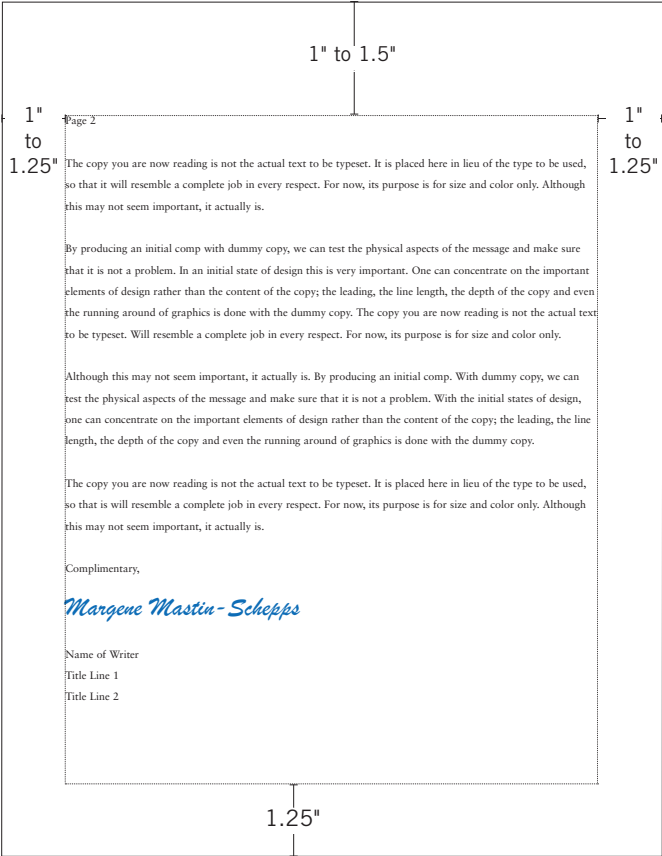 1" to 1.5"
1"
to
1.25"
1"
to
1.25"
Page 2
The copy you are now reading is not the actual text to be typeset. It is placed here in lieu of the type to be used,
so that it will resemble a complete job in every respect. For now, its purpose is for size and color only. Although
this may not seem important, it actually is.
By producing an initial comp with dummy copy, we can test the physical aspects of the message and make sure
that it is not a problem. In an initial state of design this is very important. One can concentrate on the important
elements of design rather than the content of the copy; the leading, the line length, the depth of the copy and even
the running around of graphics is done with the dummy copy. The copy you are now reading is not the actual text
to be typeset. Will resemble a complete job in every respect. For now, its purpose is for size and color only.
Although this may not seem important, it actually is. By producing an initial comp. With dummy copy, we can
test the physical aspects of the message and make sure that it is not a problem. With the initial states of design,
one can concentrate on the important elements of design rather than the content of the copy; the leading, the line
length, the depth of the copy and even the running around of graphics is done with the dummy copy.
The copy you are now reading is not the actual text to be typeset. It is placed here in lieu of the type to be used,
so that is will resemble a complete job in every respect. For now, its purpose is for size and color only. Although
this may not seem important, it actually is.
Complimentary,
Margene Mastin-Schepps
Name of Writer
Title Line 1
Title Line 2
1.25"